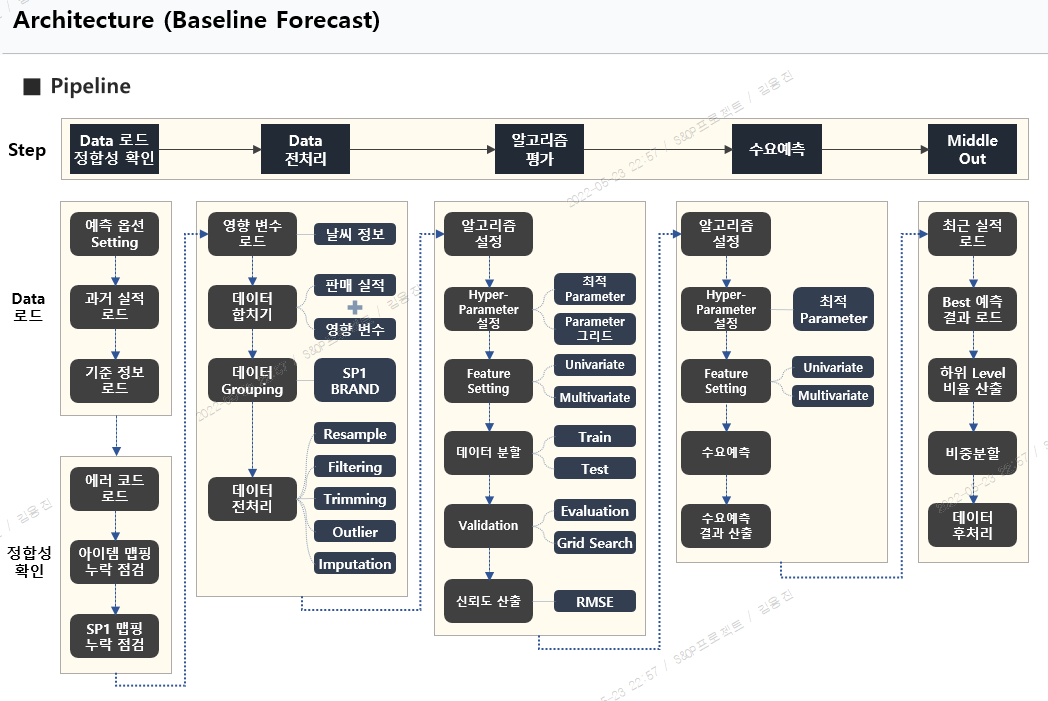 Architecture (Baseline Forecast)
■ Pipeline
Step
Data 로드
정합성 확인
Data
전처리
알고리즘
평가
수요예측
Middle
Out
Data
로드
예측 옵션
Setting
과거 실적
로드
기준 정보
로드
정합성
확인
에러 코드
로드
아이템 맵핑
누락 점검
SP1 맵핑
누락 점검
영향 변수
로드
날씨 정보
데이터
합치기
판매 실적
영향 변수
데이터
Grouping
SP1
BRAND
데이터
전처리
Resample
Filtering
Trimming
Outlier
Imputation
알고리즘
설정
Hyper-
Parameter
설정
최적
Parameter
Parameter
그리드
Feature
Setting
Univariate
Multivariate
데이터 분할
Train
Test
Validation
Evaluation
Grid Search
신뢰도 산출
RMSE
알고리즘
설정
Hyper-
Parameter
설정
최적
Parameter
Feature
Setting
Univariate
Multivariate
수요예측
수요예측
결과 산출
최근 실적
로드
Best 예측
결과 로드
하위 Level
비율 산출
비중분할
데이터
후처리
2022-05-23 22:57 / S&OP프로젝트 / 김용진